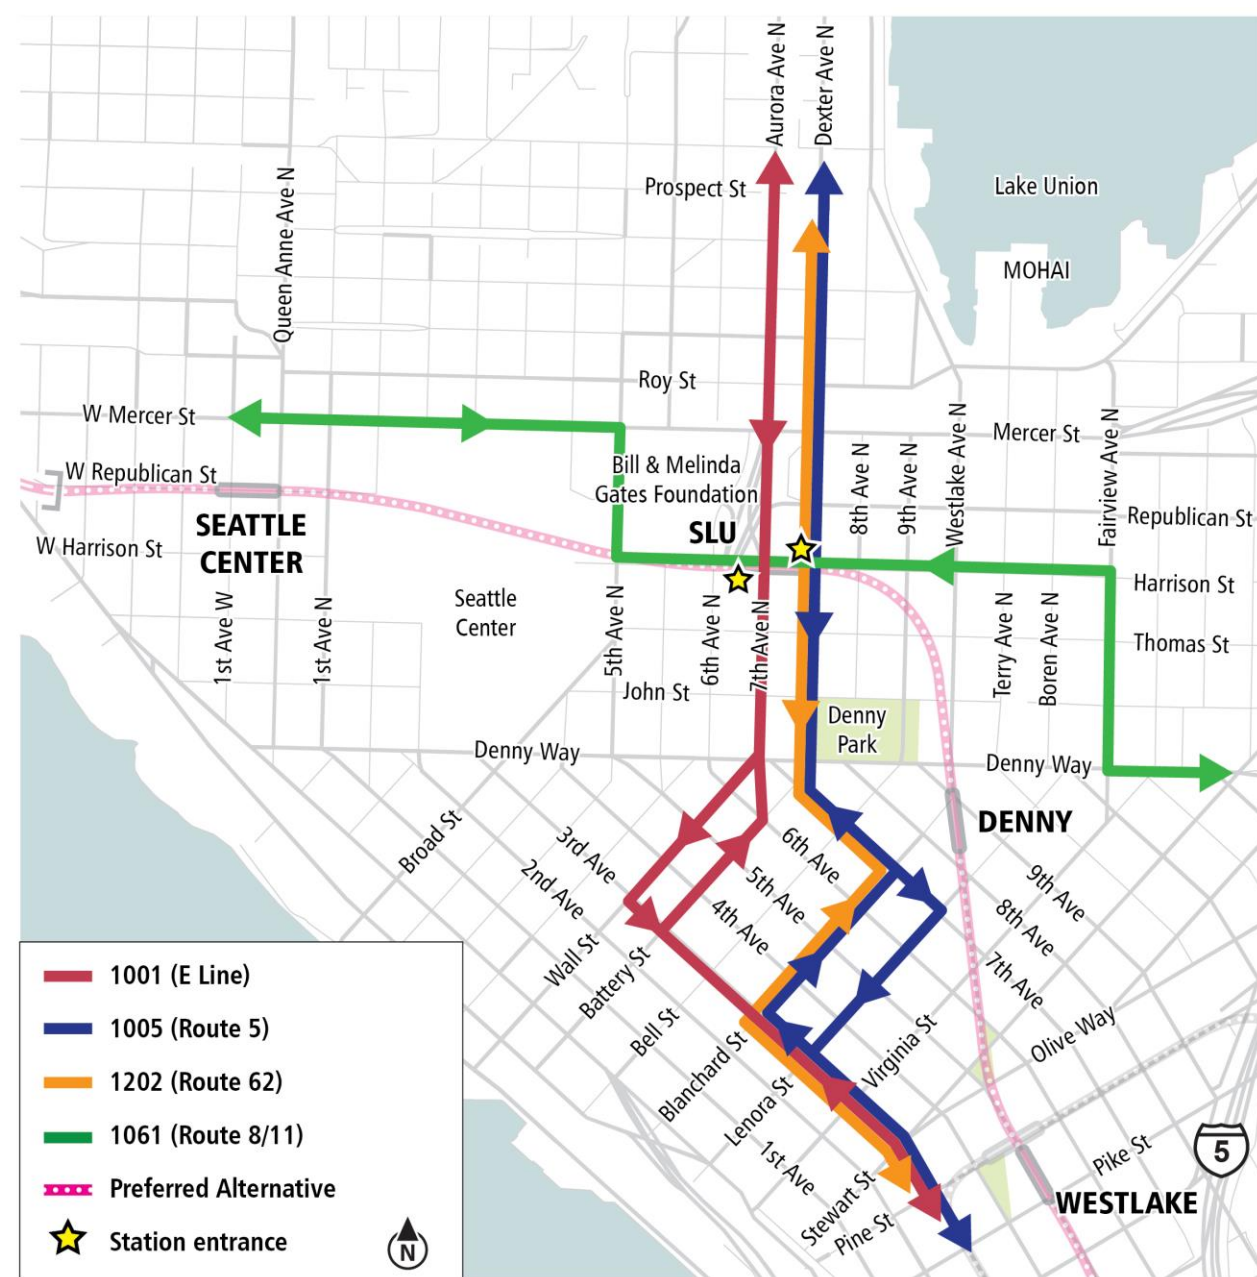 Aurora Ave N
Dexter Ave N
Prospect St
Lake Union
MOHAI
Queen Anne Ave N
Roy St
W Mercer St
Mercer St
W Republican St
Bill & Melinda
Gates Foundation
8th Ave N
9th Ave N
Westlake Ave N
Fairview Ave N
Republican St
SEATTLE
CENTER
SLU
W Harrison St
Harrison St
1st Ave W
1st Ave N
Seattle
Center
5th Ave N
6th Ave N
7th Ave N
Terry Ave N
Boren Ave N
Thomas St
John St
Denny
Park
Denny Way
Denny Way
DENNY
Broad St
3rd Ave
2nd Ave
6th Ave
5th Ave
4th Ave
9th Ave
8th Ave
7th Ave
Wall St
Battery St
Bell St
Blanchard St
Lenora St
Virginia St
Olive Way
1st Ave
Stewart St
Pine St
Pike St
5
WESTLAKE
1001 (E Line)
1005 (Route 5)
1202 (Route 62)
1061 (Route 8/11)
Preferred Alternative
Station entrance
N